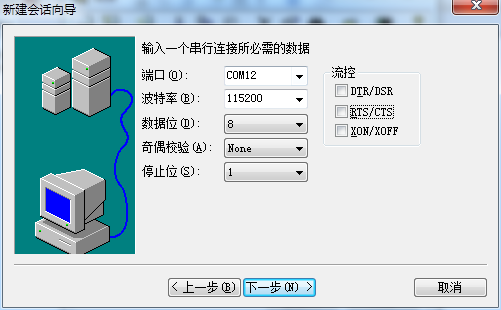 新建会话向导
输入一个串行连接所必需的数据
端口(O): COM12
波特率(B): 115200
数据位(D): 8
奇偶校验(A): None
停止位(S): 1
流控
DTR/DSR
RTS/CTS
XON/XOFF
< 上一步(B)
下一步(N) >
取消